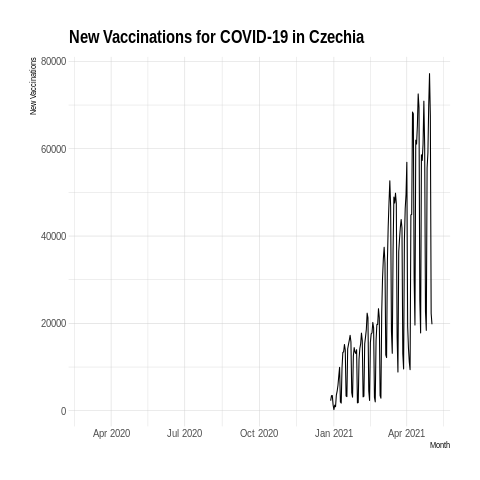 New Vaccinations for COVID-19 in Czechia
New Vaccinations
80000
60000
40000
20000
0
Apr 2020 Jul 2020 Oct 2020 Jan 2021 Apr 2021
Month